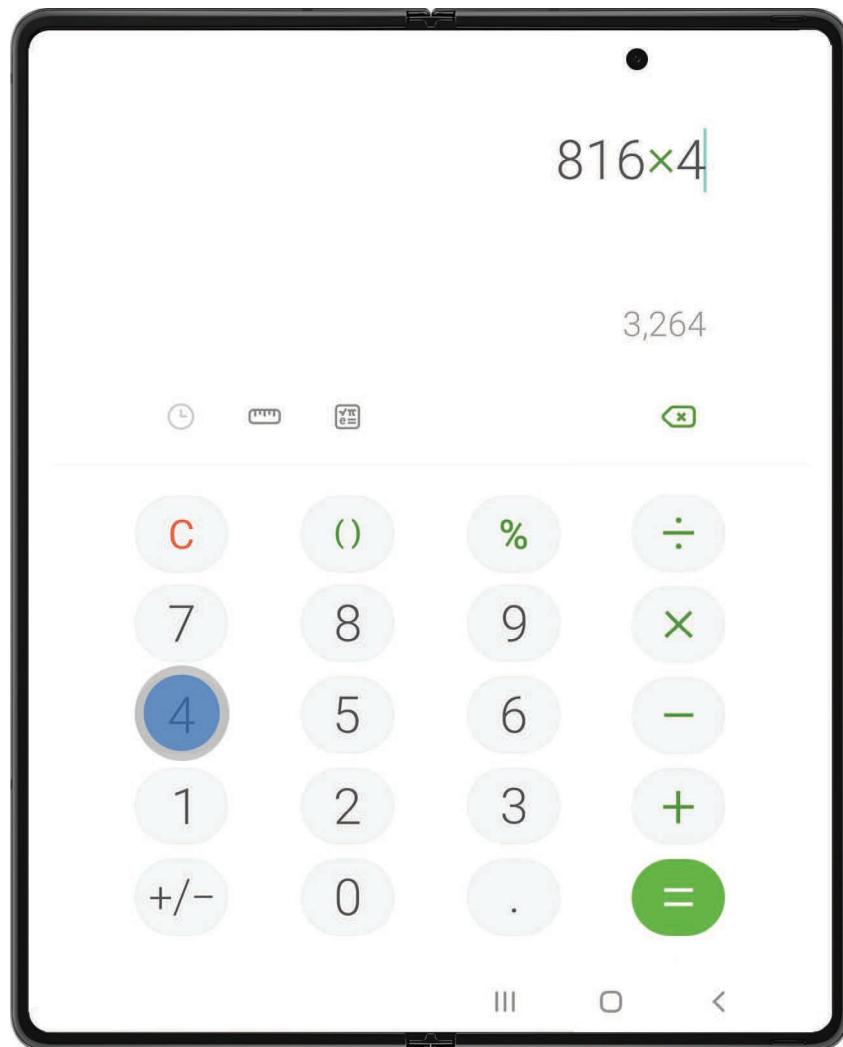 816×4
3,264
√π
e=
C () % ÷
7 8 9 ×
4 5 6 −
1 2 3 +
+/− 0 . =